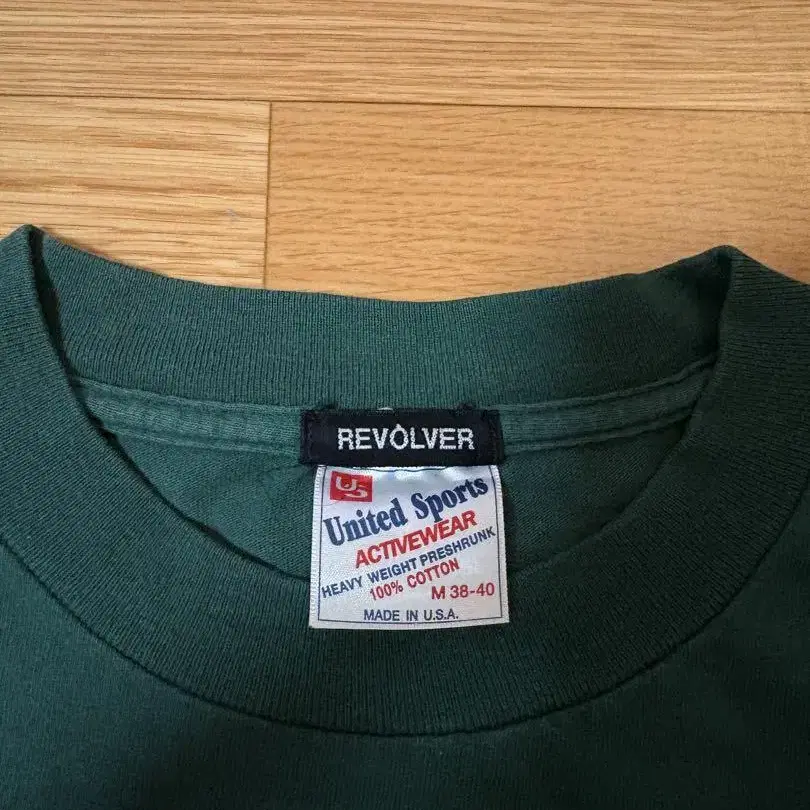 REVOLVER
US
United Sports
ACTIVEWEAR
HEAVY WEIGHT PRESHRUNK
100% COTTON
M 38-40
MADE IN U.S.A.